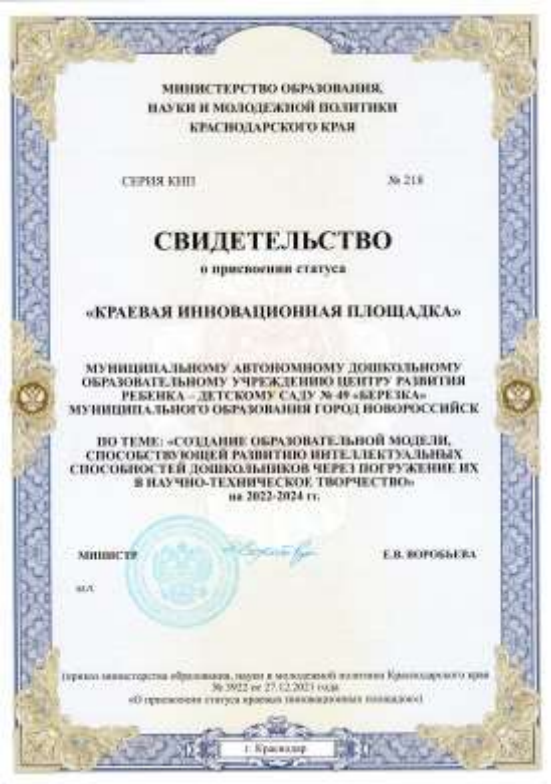 МИНИСТЕРСТВО ОБРАЗОВАНИЯ,
НАУКИ И МОЛОДЕЖНОЙ ПОЛИТИКИ
КРАСНОДАРСКОГО КРАЯ
СЕРИЯ КИП № 218
СВИДЕТЕЛЬСТВО
о присвоении статуса
«КРАЕВАЯ ИННОВАЦИОННАЯ ПЛОЩАДКА»
МУНИЦИПАЛЬНОМУ АВТОНОМНОМУ ДОШКОЛЬНОМУ
ОБРАЗОВАТЕЛЬНОМУ УЧРЕЖДЕНИЮ ЦЕНТРУ РАЗВИТИЯ
РЕБЕНКА – ДЕТСКОМУ САДУ № 49 «БЕРЕЗКА»
МУНИЦИПАЛЬНОГО ОБРАЗОВАНИЯ ГОРОД НОВОРОССИЙСК
ПО ТЕМЕ: «СОЗДАНИЕ ОБРАЗОВАТЕЛЬНОЙ МОДЕЛИ,
СПОСОБСТВУЮЩЕЙ РАЗВИТИЮ ИНТЕЛЛЕКТУАЛЬНЫХ
СПОСОБНОСТЕЙ ДОШКОЛЬНИКОВ ЧЕРЕЗ ПОГРУЖЕНИЕ ИХ
В НАУЧНО-ТЕХНИЧЕСКОЕ ТВОРЧЕСТВО»
на 2022-2024 гг.
МИНИСТР Е.В. ВОРОБЬЕВА
(приказ министерства образования, науки и молодежной политики Краснодарского края
№ 3922 от 27.12.2021 года
«О присвоении статуса краевых инновационных площадок»)
г. Краснодар